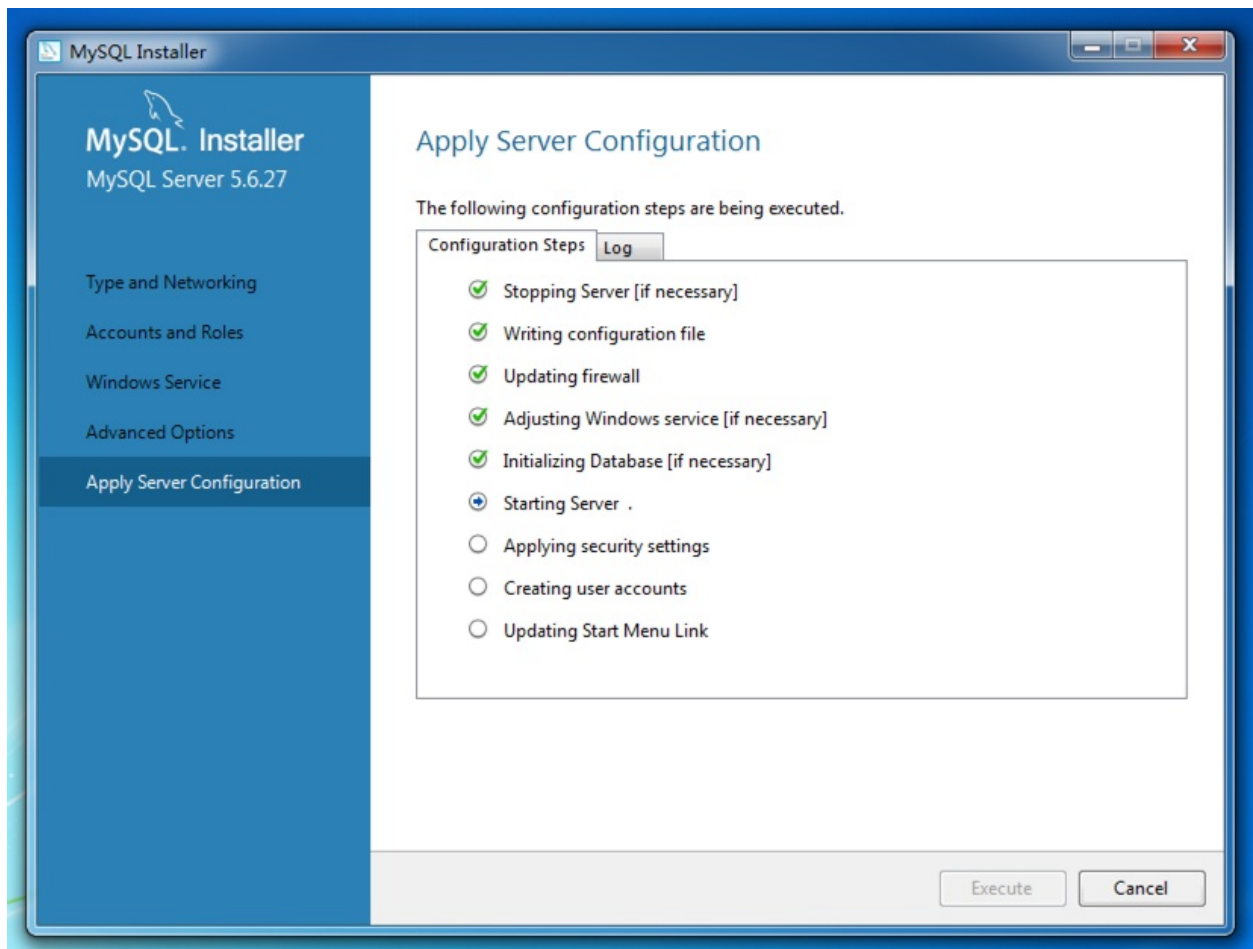 MySQL Installer
MySQL. Installer
MySQL Server 5.6.27
Type and Networking
Accounts and Roles
Windows Service
Advanced Options
Apply Server Configuration
Apply Server Configuration
The following configuration steps are being executed.
Configuration Steps Log
Stopping Server [if necessary]
Writing configuration file
Updating firewall
Adjusting Windows service [if necessary]
Initializing Database [if necessary]
Starting Server .
Applying security settings
Creating user accounts
Updating Start Menu Link
Execute Cancel